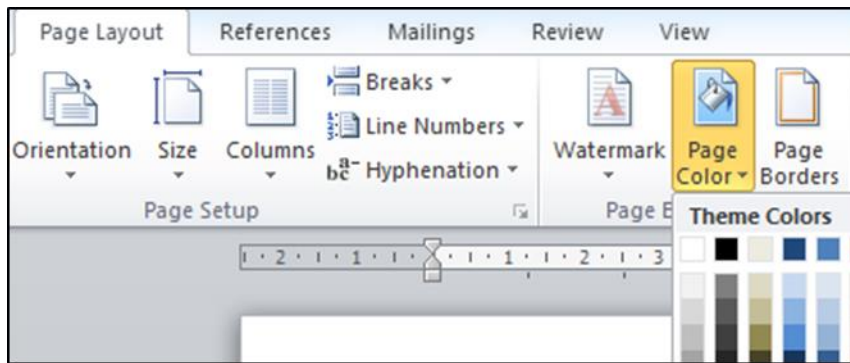 Page Layout References Mailings Review View
Orientation
Size
Columns
Breaks
Line Numbers
Hyphenation
Watermark
Page Color
Page Borders
Page Setup
Page
Theme Colors
2 1 1 2 3